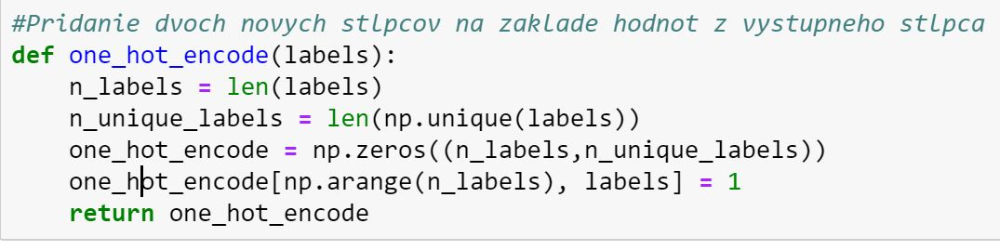 #Pridanie dvoch novych stlpcov na zaklade hodnot z vystupneho stlpca
def one_hot_encode(labels):
    n_labels = len(labels)
    n_unique_labels = len(np.unique(labels))
    one_hot_encode = np.zeros((n_labels,n_unique_labels))
    one_hot_encode[np.arange(n_labels), labels] = 1
    return one_hot_encode